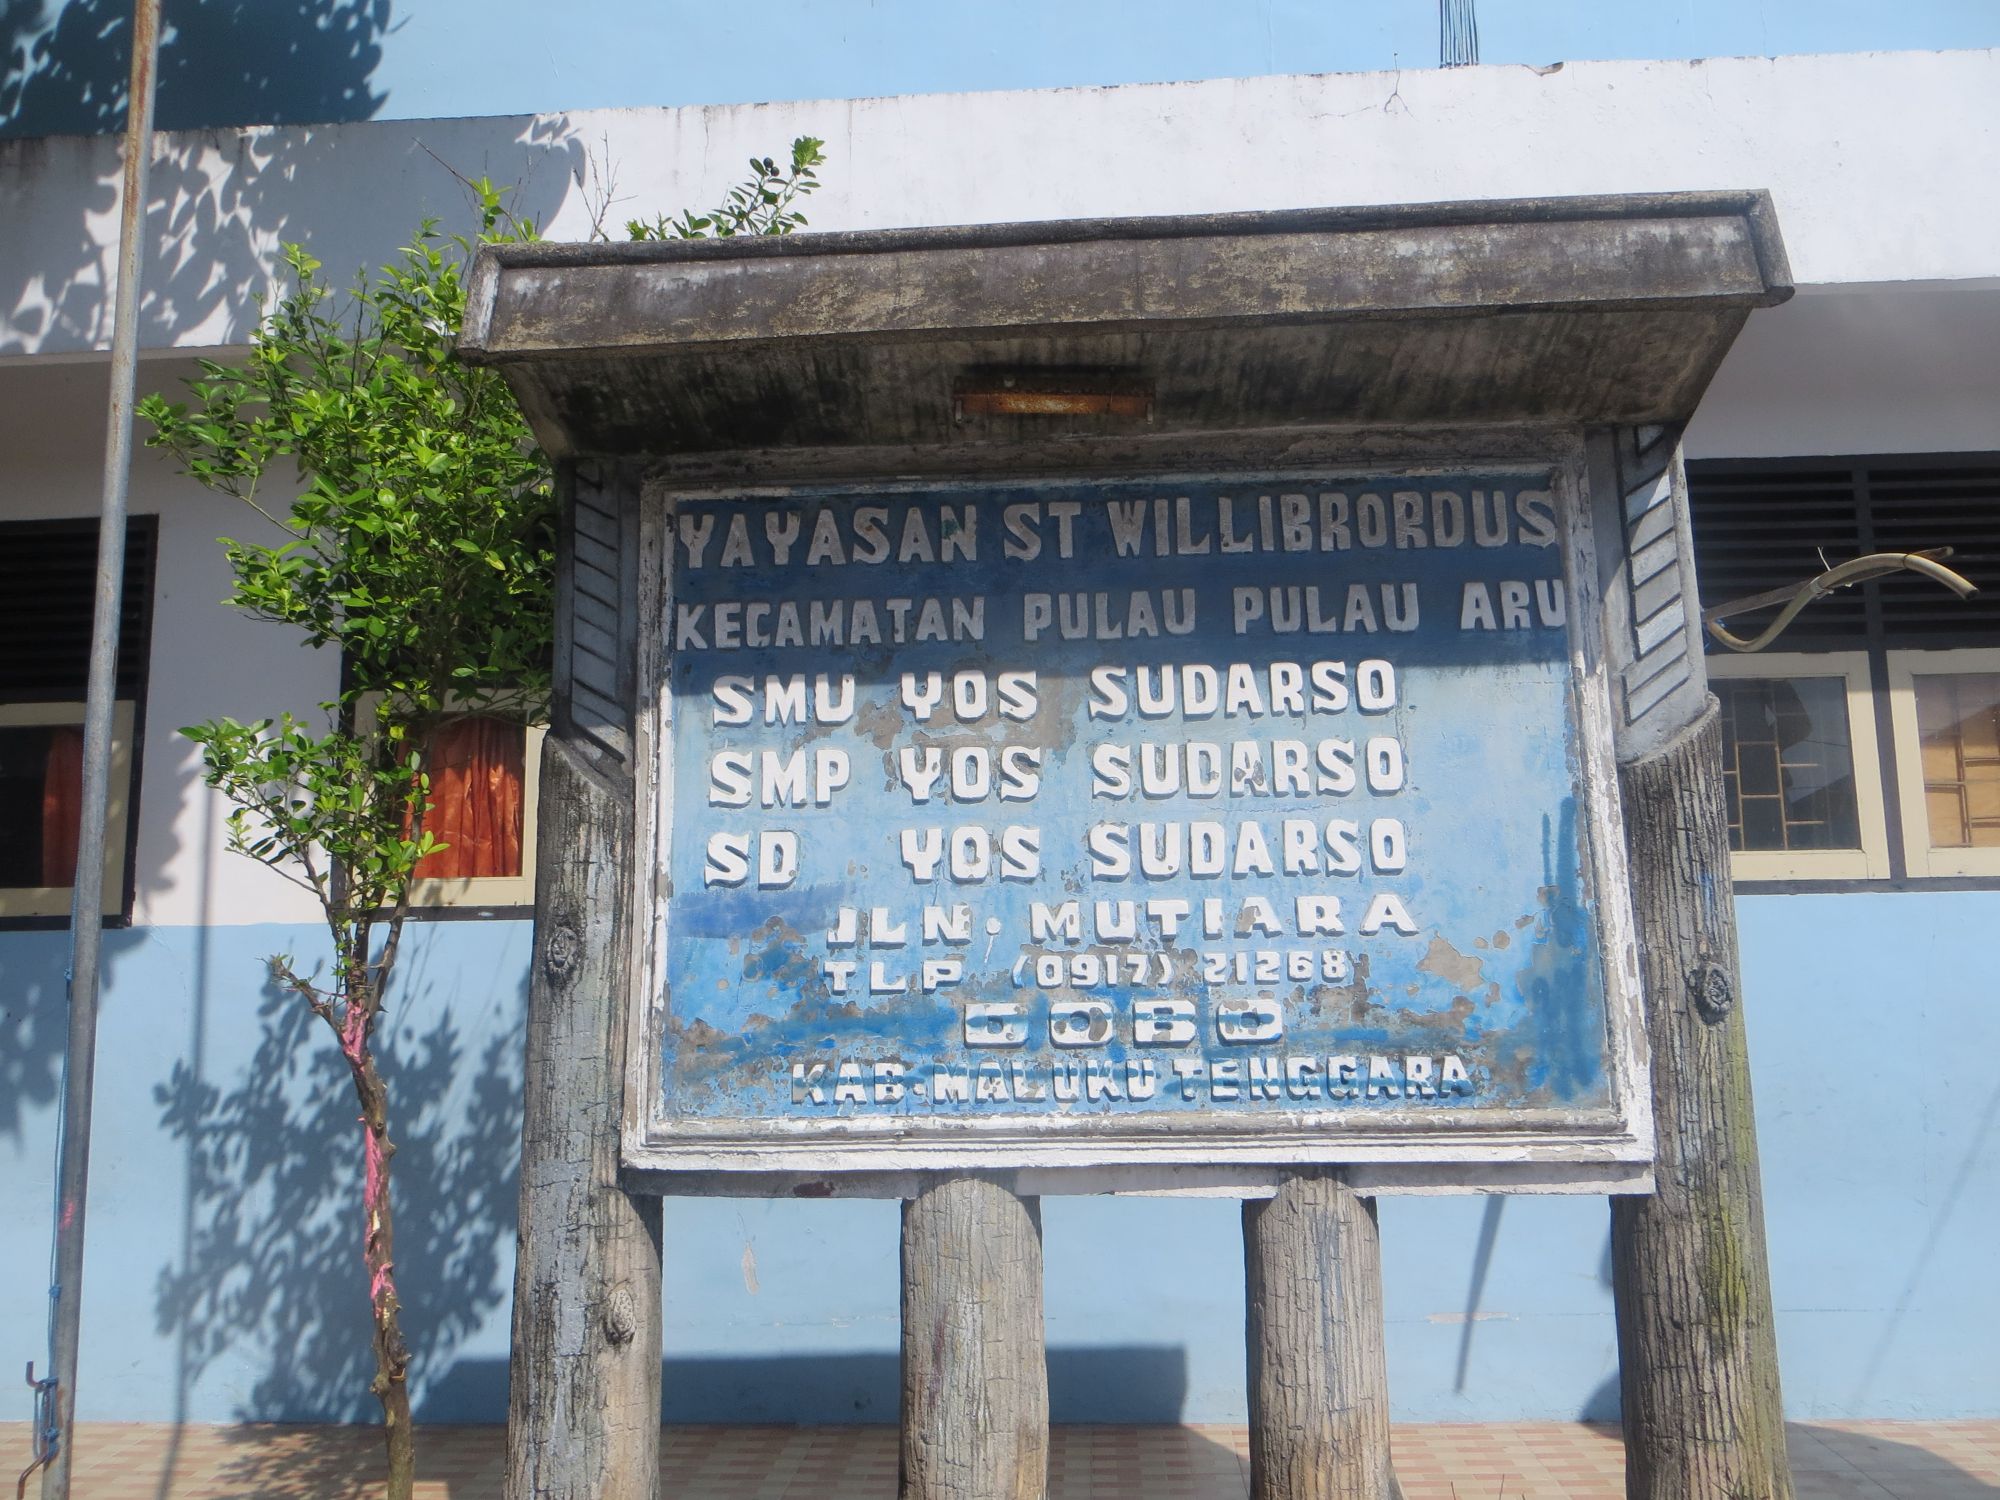 YAYASAN ST WILLIBRORDUS
KECAMATAN PULAU PULAU ARU
SMU YOS SUDARSO
SMP YOS SUDARSO
SD YOS SUDARSO
JLN. MUTIARA
TLP (0917) 21268
DOBO
KAB. MALUKU TENGGARA